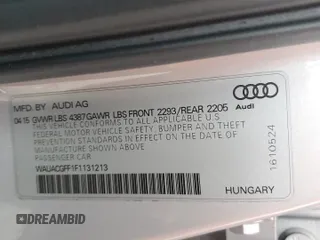 MFD. BY AUDI AG
04/15 GVWR LBS 4387 GAWR LBS FRONT 2293/REAR 2205
THIS VEHICLE CONFORMS TO ALL APPLICABLE U.S.
FEDERAL MOTOR VEHICLE SAFETY, BUMPER AND THEFT
PREVENTION STANDARDS IN EFFECT ON THE DATE OF
MANUFACTURE SHOWN ABOVE.
PASSENGER CAR
WAUACGFF1F1131213
Audi
1610524
HUNGARY
DREAMBID